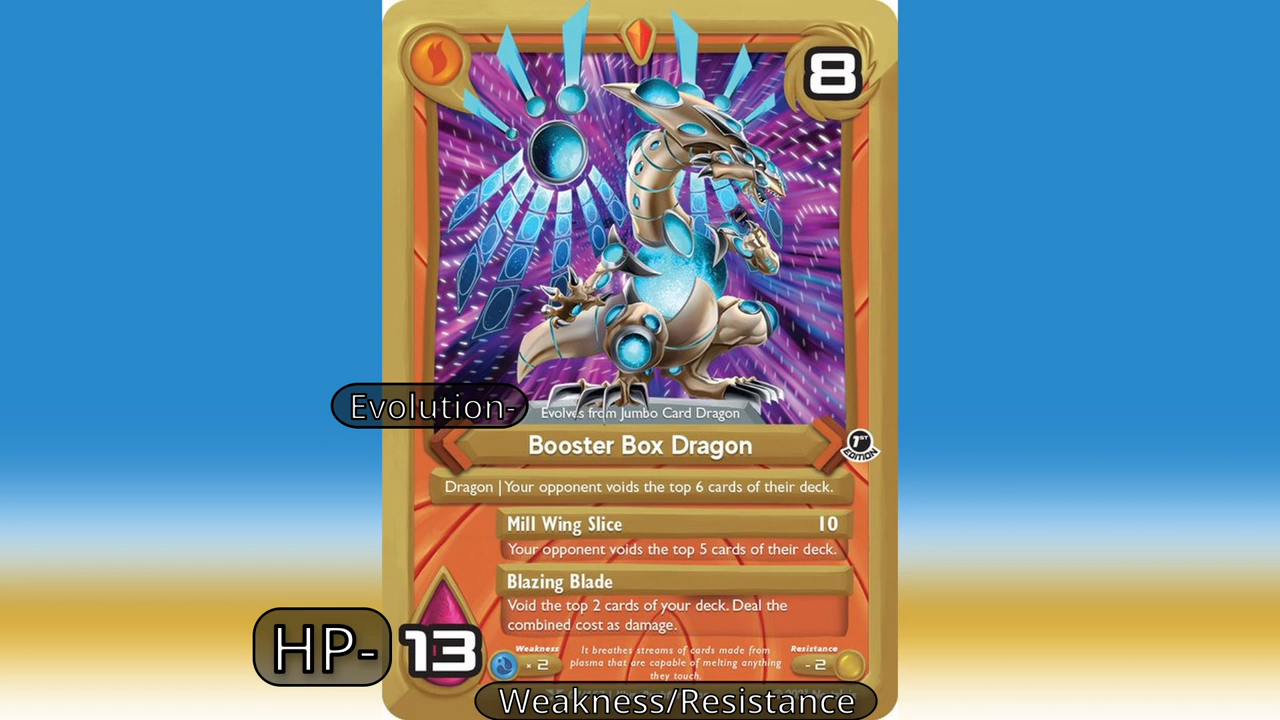 8
Evolution-
Evolves from Jumbo Card Dragon
Booster Box Dragon
1ST
EDITION
Dragon | Your opponent voids the top 6 cards of their deck.
Mill Wing Slice 10
Your opponent voids the top 5 cards of their deck.
Blazing Blade
Void the top 2 cards of your deck. Deal the
combined cost as damage.
HP-
13
Weakness
× 2
It breathes streams of cards made from
plasma that are capable of melting anything
they touch.
Resistance
- 2
Weakness/Resistance